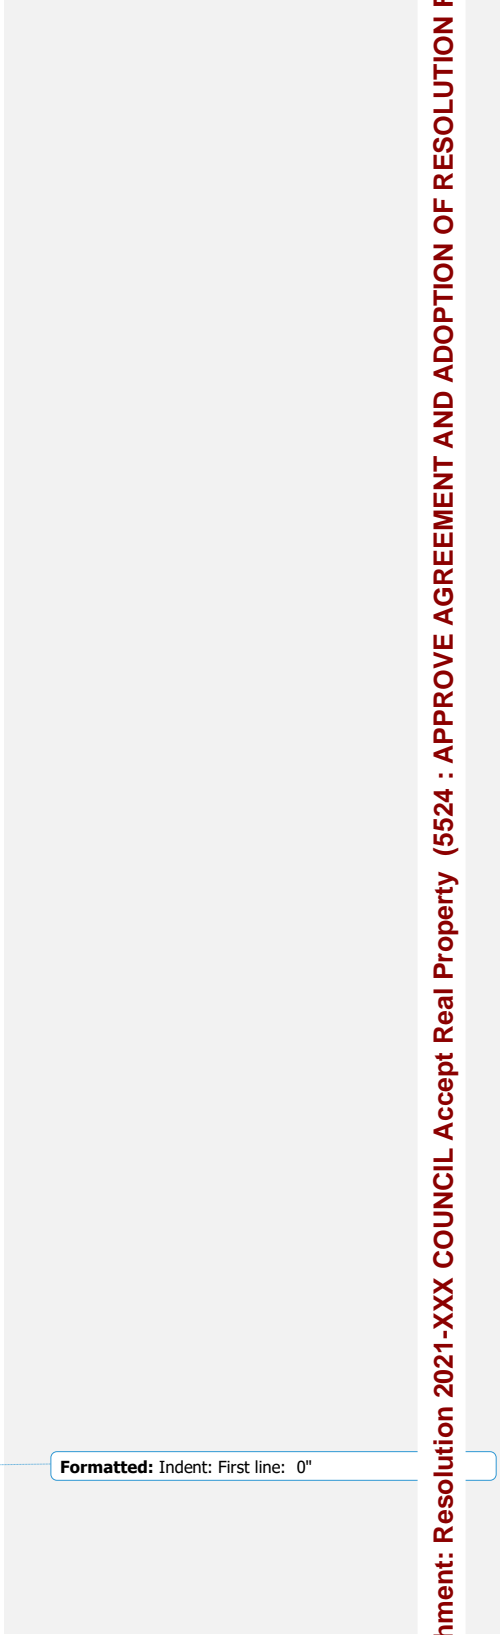 hment: Resolution 2021-XXX COUNCIL Accept Real Property (5524 : APPROVE AGREEMENT AND ADOPTION OF RESOLUTION
Formatted: Indent: First line: 0"